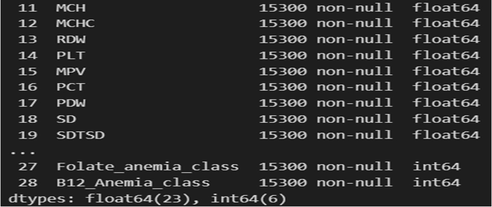 11 MCH 15300 non-null float64
12 MCHC 15300 non-null float64
13 RDW 15300 non-null float64
14 PLT 15300 non-null float64
15 MPV 15300 non-null float64
16 PCT 15300 non-null float64
17 PDW 15300 non-null float64
18 SD 15300 non-null float64
19 SDTSD 15300 non-null float64
...
27 Folate_anemia_class 15300 non-null int64
28 B12_Anemia_class 15300 non-null int64
dtypes: float64(23), int64(6)